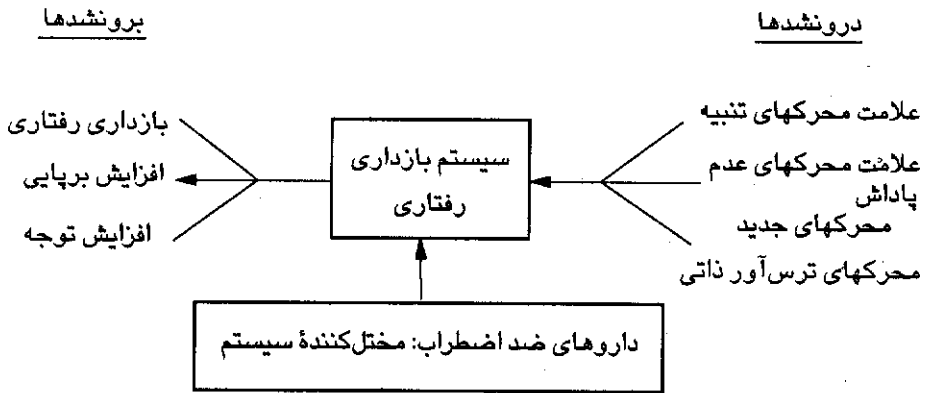 درونشدها
برونشدها
علامت محرکهای تنبیه
علامت محرکهای عدم
پاداش
محرکهای جدید
محرکهای ترس‌آور ذاتی
سیستم بازداری
رفتاری
بازداری رفتاری
افزایش برپایی
افزایش توجه
داروهای ضد اضطراب: مختل‌کنندهٔ سیستم